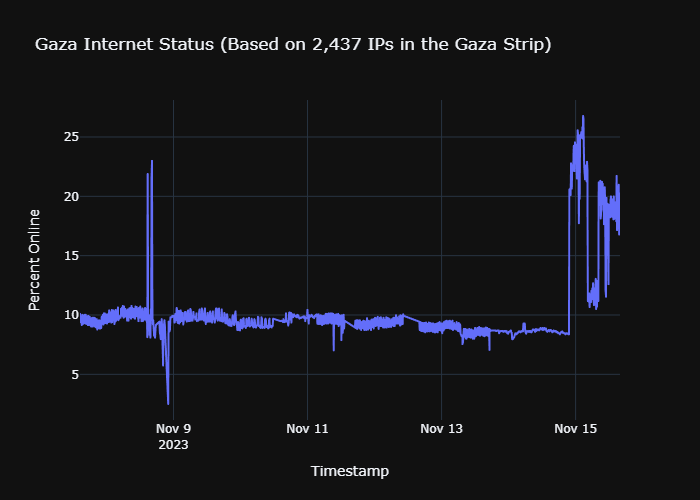 Gaza Internet Status (Based on 2,437 IPs in the Gaza Strip)
25
20
15
10
5
Percent Online
Nov 9
2023
Nov 11
Nov 13
Nov 15
Timestamp